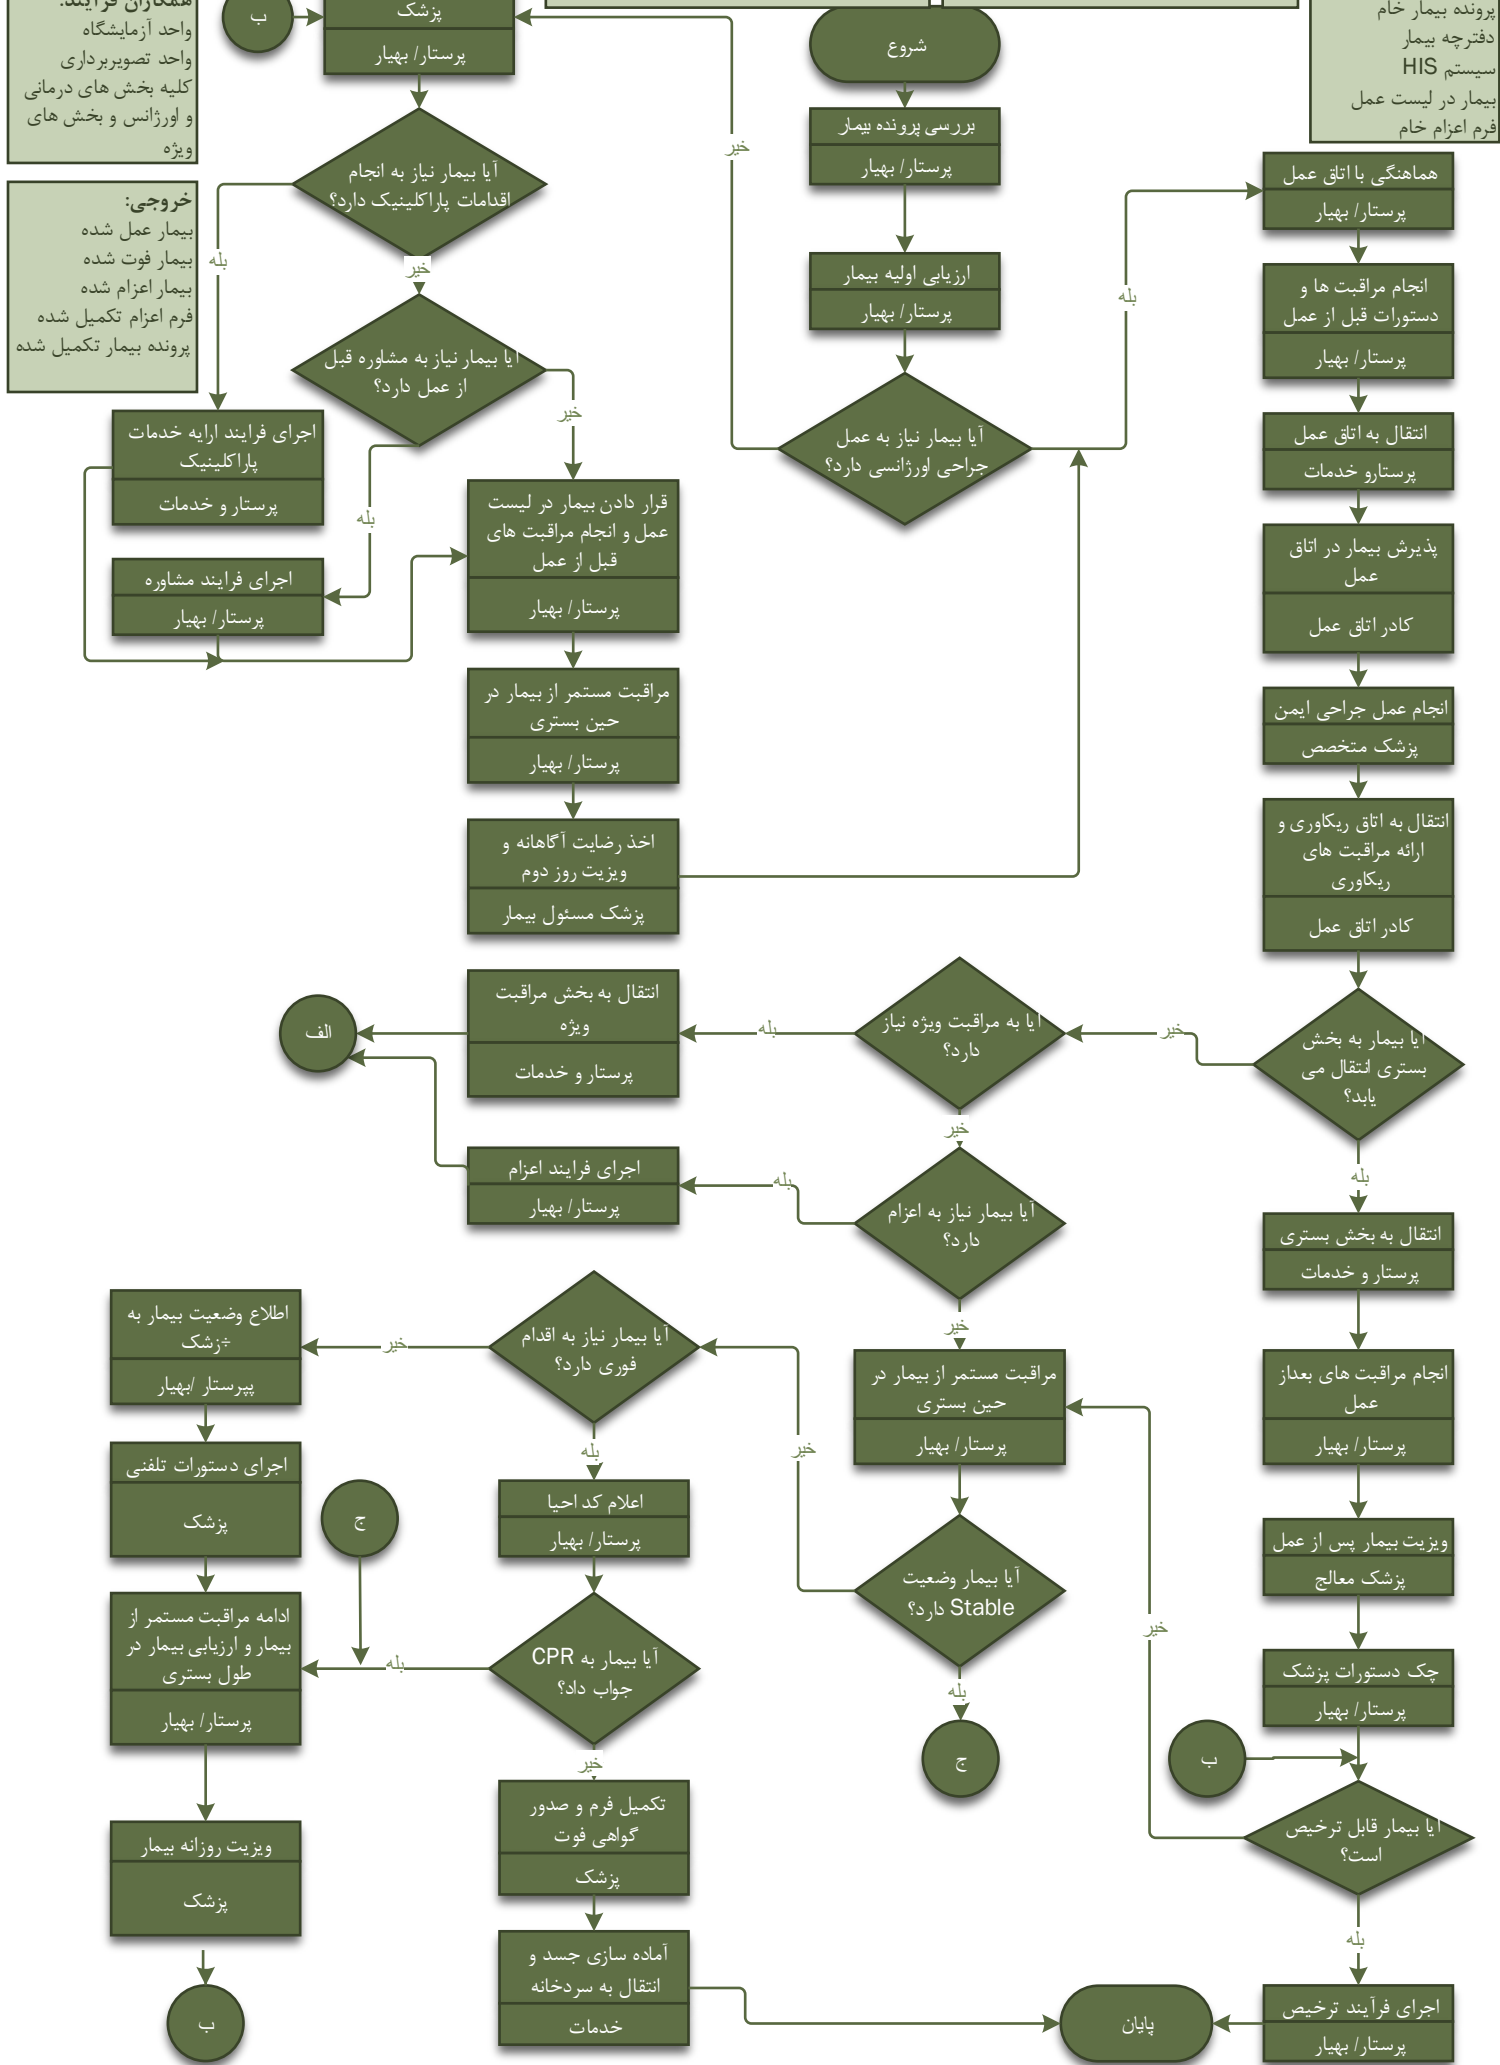 پرونده بیمار خام
دفترچه بیمار
سیستم HIS
بیمار در لیست عمل
فرم اعزام خام
همکاران فرآیند:
واحد آزمایشگاه
واحد تصویربرداری
کلیه بخش های درمانی
و اورژانس و بخش های
ویژه
خروجی:
بیمار عمل شده
بیمار فوت شده
بیمار اعزام شده
فرم اعزام تکمیل شده
پرونده بیمار تکمیل شده
شروع
بررسی پرونده بیمار
پرستار/ بهیار
ارزیابی اولیه بیمار
پرستار/ بهیار
آیا بیمار نیاز به عمل
جراحی اورژانسی دارد؟
خیر
بله
ب
پزشک
پرستار/ بهیار
آیا بیمار نیاز به انجام
اقدامات پاراکلینیک دارد؟
بله
خیر
آیا بیمار نیاز به مشاوره قبل
از عمل دارد؟
خیر
بله
اجرای فرایند ارایه خدمات
پاراکلینیک
پرستار و خدمات
اجرای فرایند مشاوره
پرستار/ بهیار
قرار دادن بیمار در لیست
عمل و انجام مراقبت های
قبل از عمل
پرستار/ بهیار
مراقبت مستمر از بیمار در
حین بستری
پرستار/ بهیار
اخذ رضایت آگاهانه و
ویزیت روز دوم
پزشک مسئول بیمار
هماهنگی با اتاق عمل
پرستار/ بهیار
انجام مراقبت ها و
دستورات قبل از عمل
پرستار/ بهیار
انتقال به اتاق عمل
پرستارو خدمات
پذیرش بیمار در اتاق
عمل
کادر اتاق عمل
انجام عمل جراحی ایمن
پزشک متخصص
انتقال به اتاق ریکاوری و
ارائه مراقبت های
ریکاوری
کادر اتاق عمل
آیا بیمار به بخش
بستری انتقال می
یابد؟
خیر
بله
آیا به مراقبت ویژه نیاز
دارد؟
بله
خیر
انتقال به بخش مراقبت
ویژه
پرستار و خدمات
الف
آیا بیمار نیاز به اعزام
دارد؟
بله
خیر
اجرای فرایند اعزام
پرستار/ بهیار
انتقال به بخش بستری
پرستار و خدمات
انجام مراقبت های بعداز
عمل
پرستار/ بهیار
ویزیت بیمار پس از عمل
پزشک معالج
چک دستورات پزشک
پرستار/ بهیار
ب
آیا بیمار قابل ترخیص
است؟
خیر
بله
اجرای فرآیند ترخیص
پرستار/ بهیار
پایان
مراقبت مستمر از بیمار در
حین بستری
پرستار/ بهیار
آیا بیمار وضعیت
Stable دارد؟
خیر
بله
ج
آیا بیمار نیاز به اقدام
فوری دارد؟
خیر
بله
اعلام کد احیا
پرستار/ بهیار
آیا بیمار به CPR
جواب داد؟
بله
خیر
تکمیل فرم و صدور
گواهی فوت
پزشک
آماده سازی جسد و
انتقال به سردخانه
خدمات
اطلاع وضعیت بیمار به
÷زشک
پپرستار /بهیار
اجرای دستورات تلفنی
پزشک
ج
ادامه مراقبت مستمر از
بیمار و ارزیابی بیمار در
طول بستری
پرستار/ بهیار
ویزیت روزانه بیمار
پزشک
ب